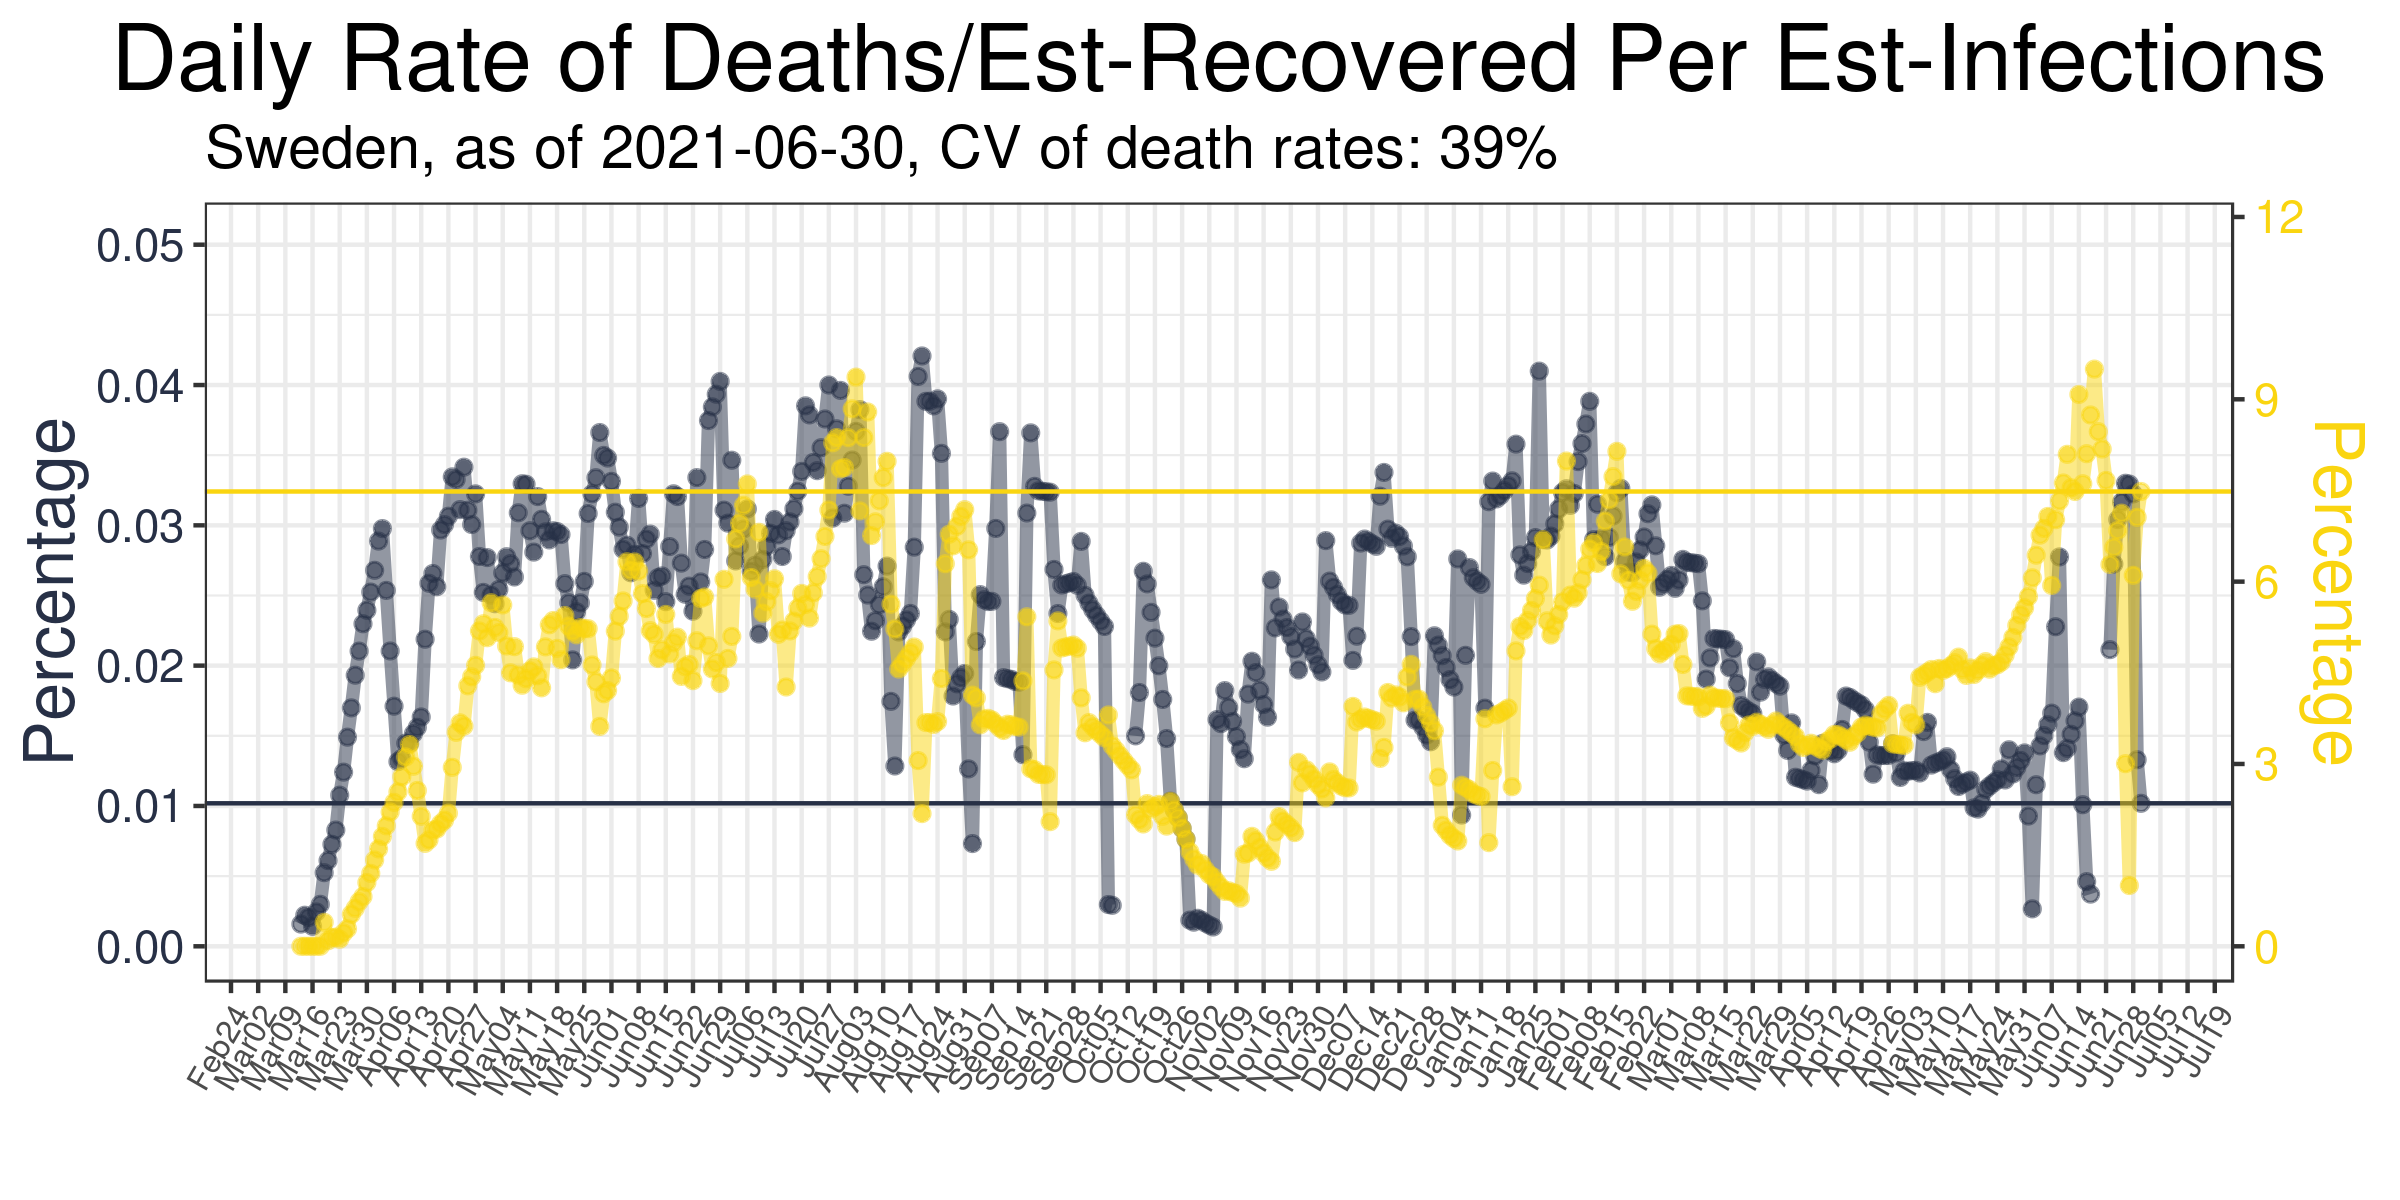 Daily Rate of Deaths/Est-Recovered Per Est-Infections
Sweden, as of 2021-06-30, CV of death rates: 39%
Percentage
0.05
0.04
0.03
0.02
0.01
0.00
12
9
6
3
0
Percentage
Feb24
Mar02
Mar09
Mar16
Mar23
Mar30
Apr06
Apr13
Apr20
Apr27
May04
May11
May18
May25
Jun01
Jun08
Jun15
Jun22
Jun29
Jul06
Jul13
Jul20
Jul27
Aug03
Aug10
Aug17
Aug24
Aug31
Sep07
Sep14
Sep21
Sep28
Oct05
Oct12
Oct19
Oct26
Nov02
Nov09
Nov16
Nov23
Nov30
Dec07
Dec14
Dec21
Dec28
Jan04
Jan11
Jan18
Jan25
Feb01
Feb08
Feb15
Feb22
Mar01
Mar08
Mar15
Mar22
Mar29
Apr05
Apr12
Apr19
Apr26
May03
May10
May17
May24
May31
Jun07
Jun14
Jun21
Jun28
Jul05
Jul12
Jul19